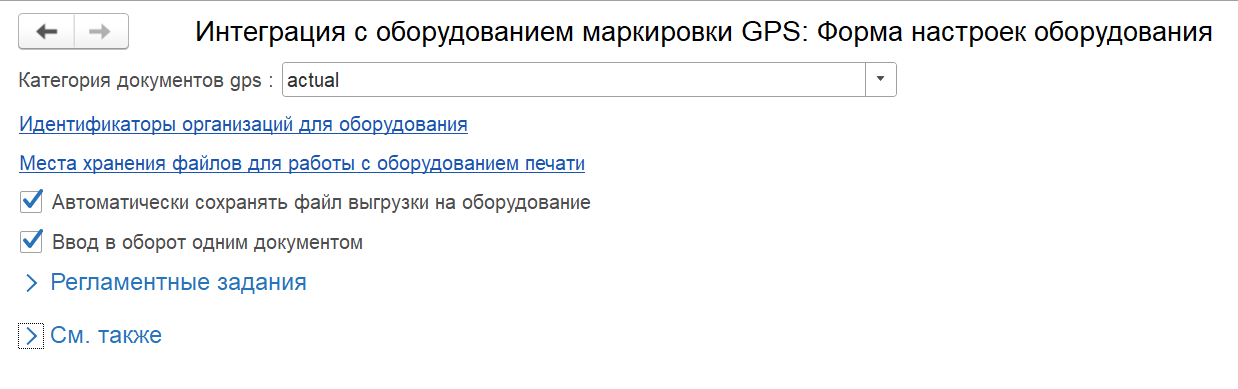 Интеграция с оборудованием маркировки GPS: Форма настроек оборудования
Категория документов gps : actual
Идентификаторы организаций для оборудования
Места хранения файлов для работы с оборудованием печати
Автоматически сохранять файл выгрузки на оборудование
Ввод в оборот одним документом
Регламентные задания
См. также